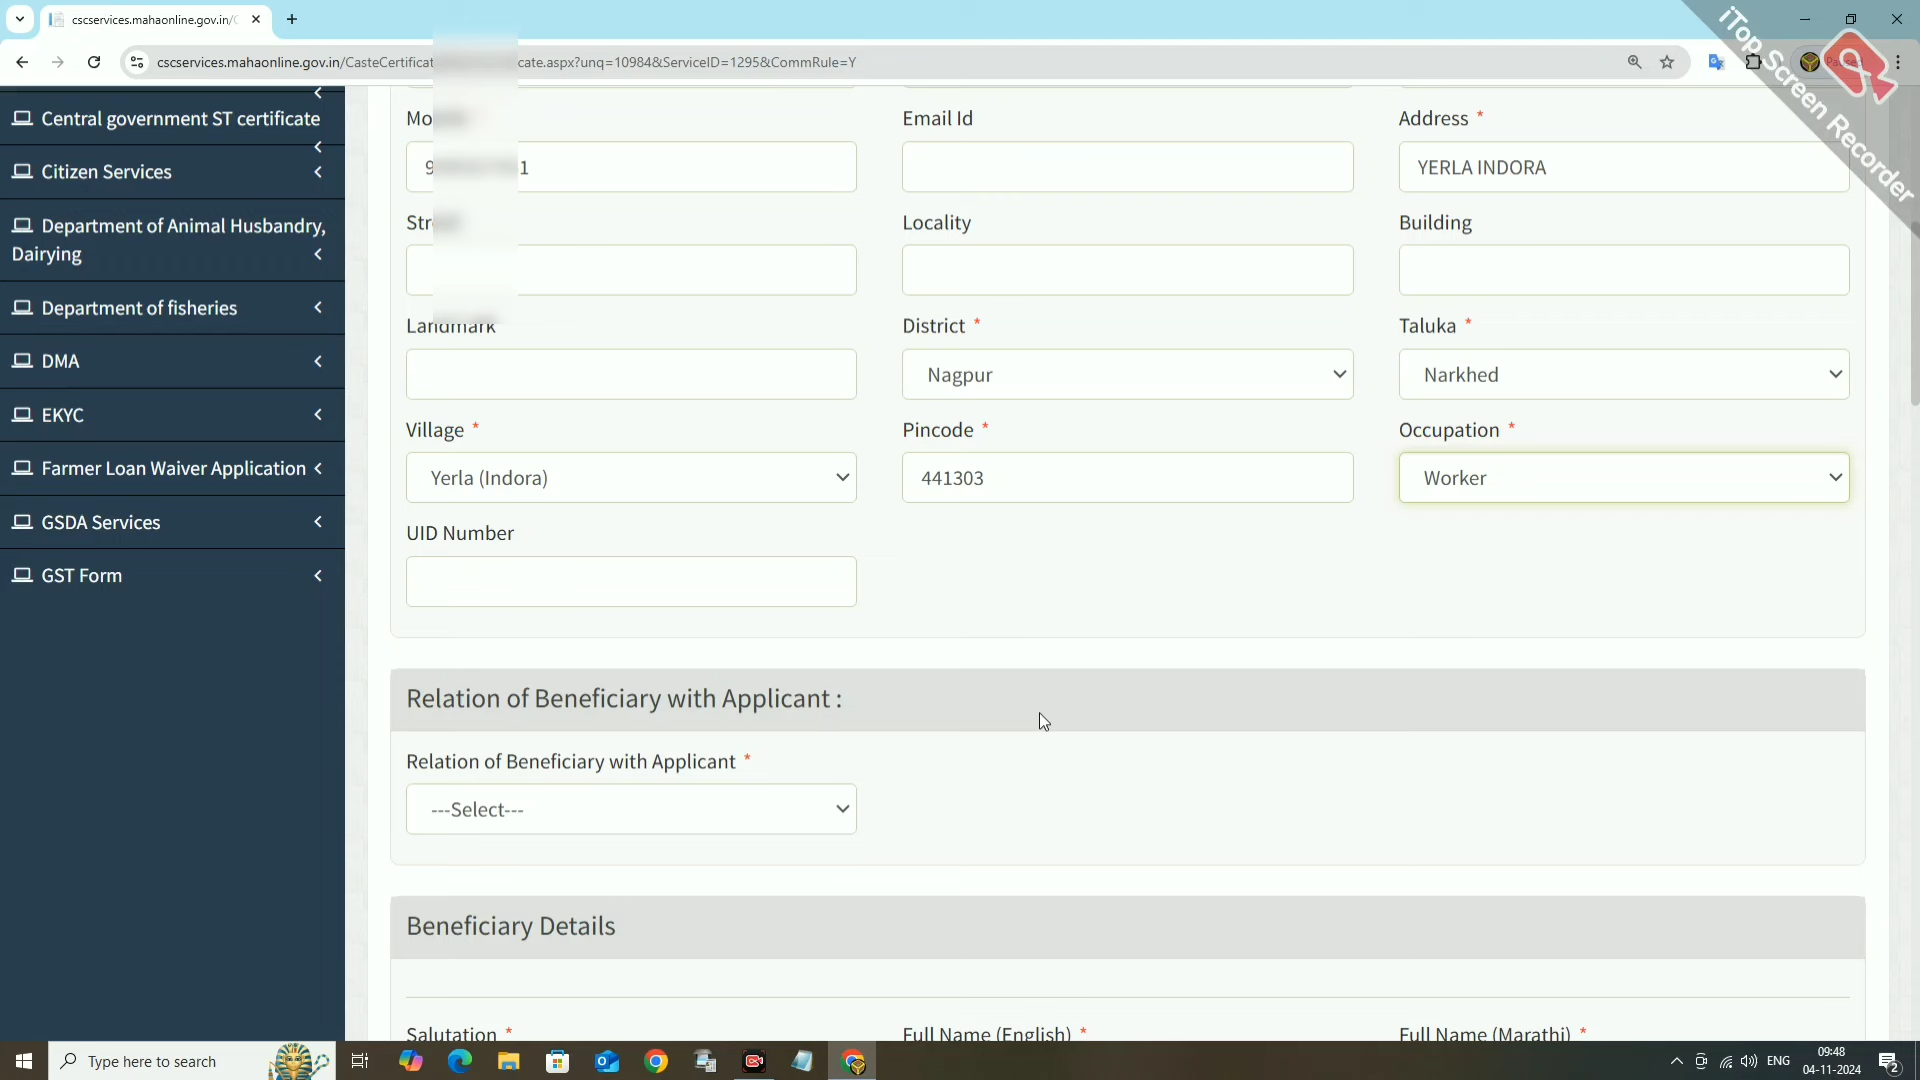 cscservices.mahaonline.gov.in/C
cscservices.mahaonline.gov.in/CasteCertificat cate.aspx?unq=10984&ServiceID=1295&CommRule=Y
Paused
iTop Screen Recorder
Central government ST certificate
Citizen Services
Department of Animal Husbandry,
Dairying
Department of fisheries
DMA
EKYC
Farmer Loan Waiver Application
GSDA Services
GST Form
Email Id
Address *
YERLA INDORA
Locality
Building
Landmark
District *
Taluka *
Nagpur
Narkhed
Village *
Pincode *
Occupation *
Yerla (Indora)
441303
Worker
UID Number
Relation of Beneficiary with Applicant :
Relation of Beneficiary with Applicant *
---Select---
Beneficiary Details
Salutation *
Full Name (English) *
Full Name (Marathi) *
Type here to search
ENG
09:48
04-11-2024
2